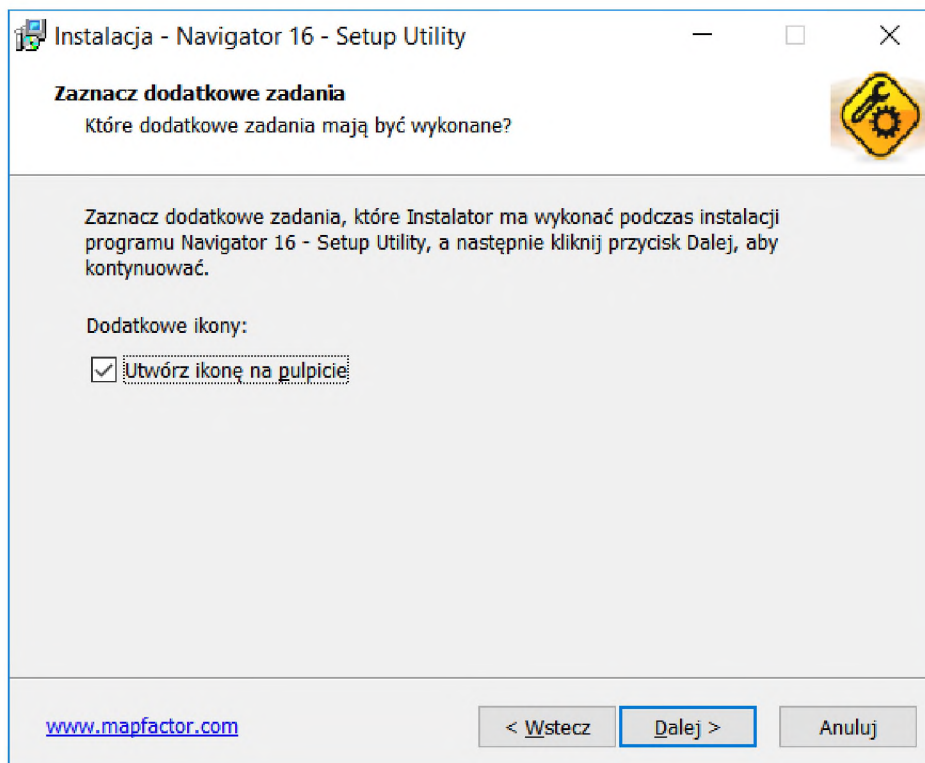 Instalacja - Navigator 16 - Setup Utility
Zaznacz dodatkowe zadania
Które dodatkowe zadania mają być wykonane?
Zaznacz dodatkowe zadania, które Instalator ma wykonać podczas instalacji
programu Navigator 16 - Setup Utility, a następnie kliknij przycisk Dalej, aby
kontynuować.
Dodatkowe ikony:
Utwórz ikonę na pulpicie
www.mapfactor.com
< Wstecz
Dalej >
Anuluj